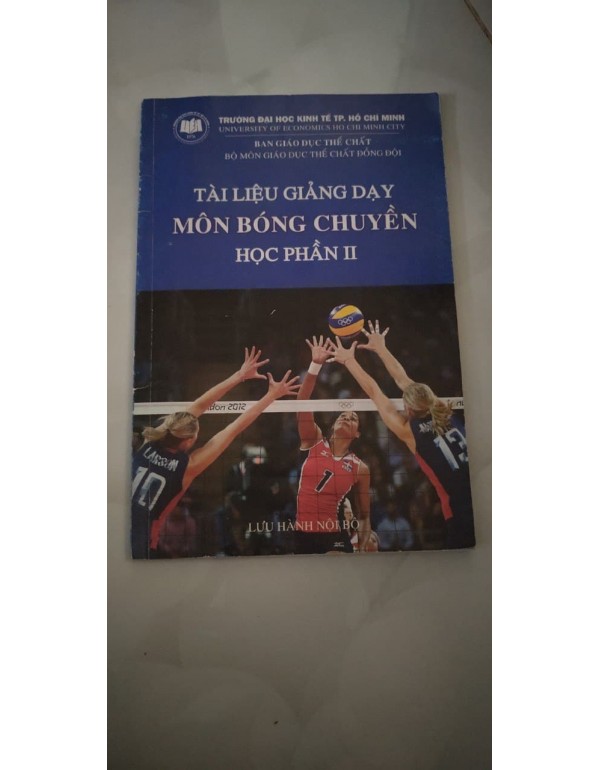 TRƯỜNG ĐẠI HỌC KINH TẾ TP. HỒ CHÍ MINH
UNIVERSITY OF ECONOMICS HO CHI MINH CITY
BAN GIÁO DỤC THỂ CHẤT
BỘ MÔN GIÁO DỤC THỂ CHẤT ĐỒNG ĐỘI
TÀI LIỆU GIẢNG DẠY
MÔN BÓNG CHUYỀN
HỌC PHẦN II
2012
10
1
13
LƯU HÀNH NỘI BỘ